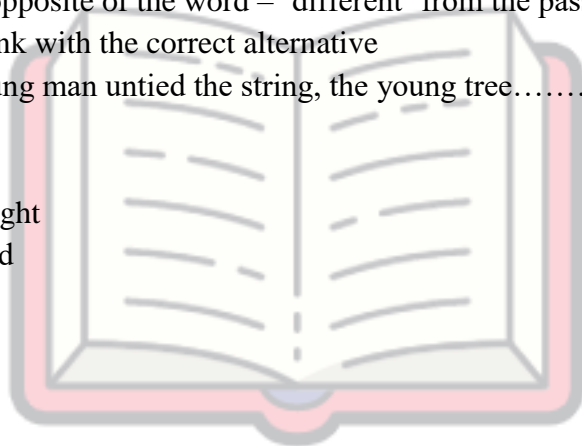 opposite of the word – "different" from the pas
nk with the correct alternative
ng man untied the string, the young tree……
ght
d